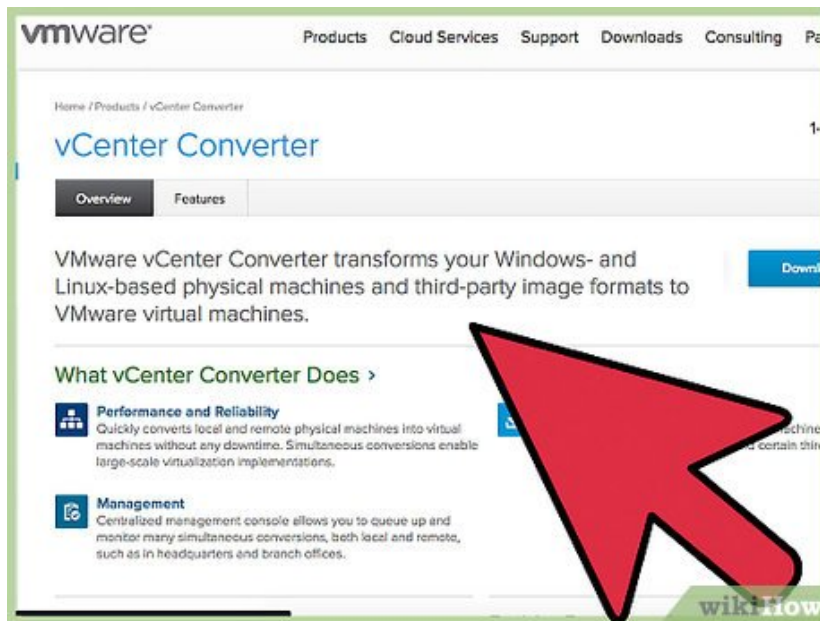 vmware
Products Cloud Services Support Downloads Consulting
Home / Products / vCenter Converter
vCenter Converter
Overview Features
VMware vCenter Converter transforms your Windows- and
Linux-based physical machines and third-party image formats to
VMware virtual machines.
What vCenter Converter Does >
Performance and Reliability
Quickly converts local and remote physical machines into virtual
machines without any downtime. Simultaneous conversions enable
large-scale virtualization implementations.
certain
Management
Centralized management console allows you to queue up and
monitor many simultaneous conversions, both local and remote,
such as in headquarters and branch offices.
wikiHow